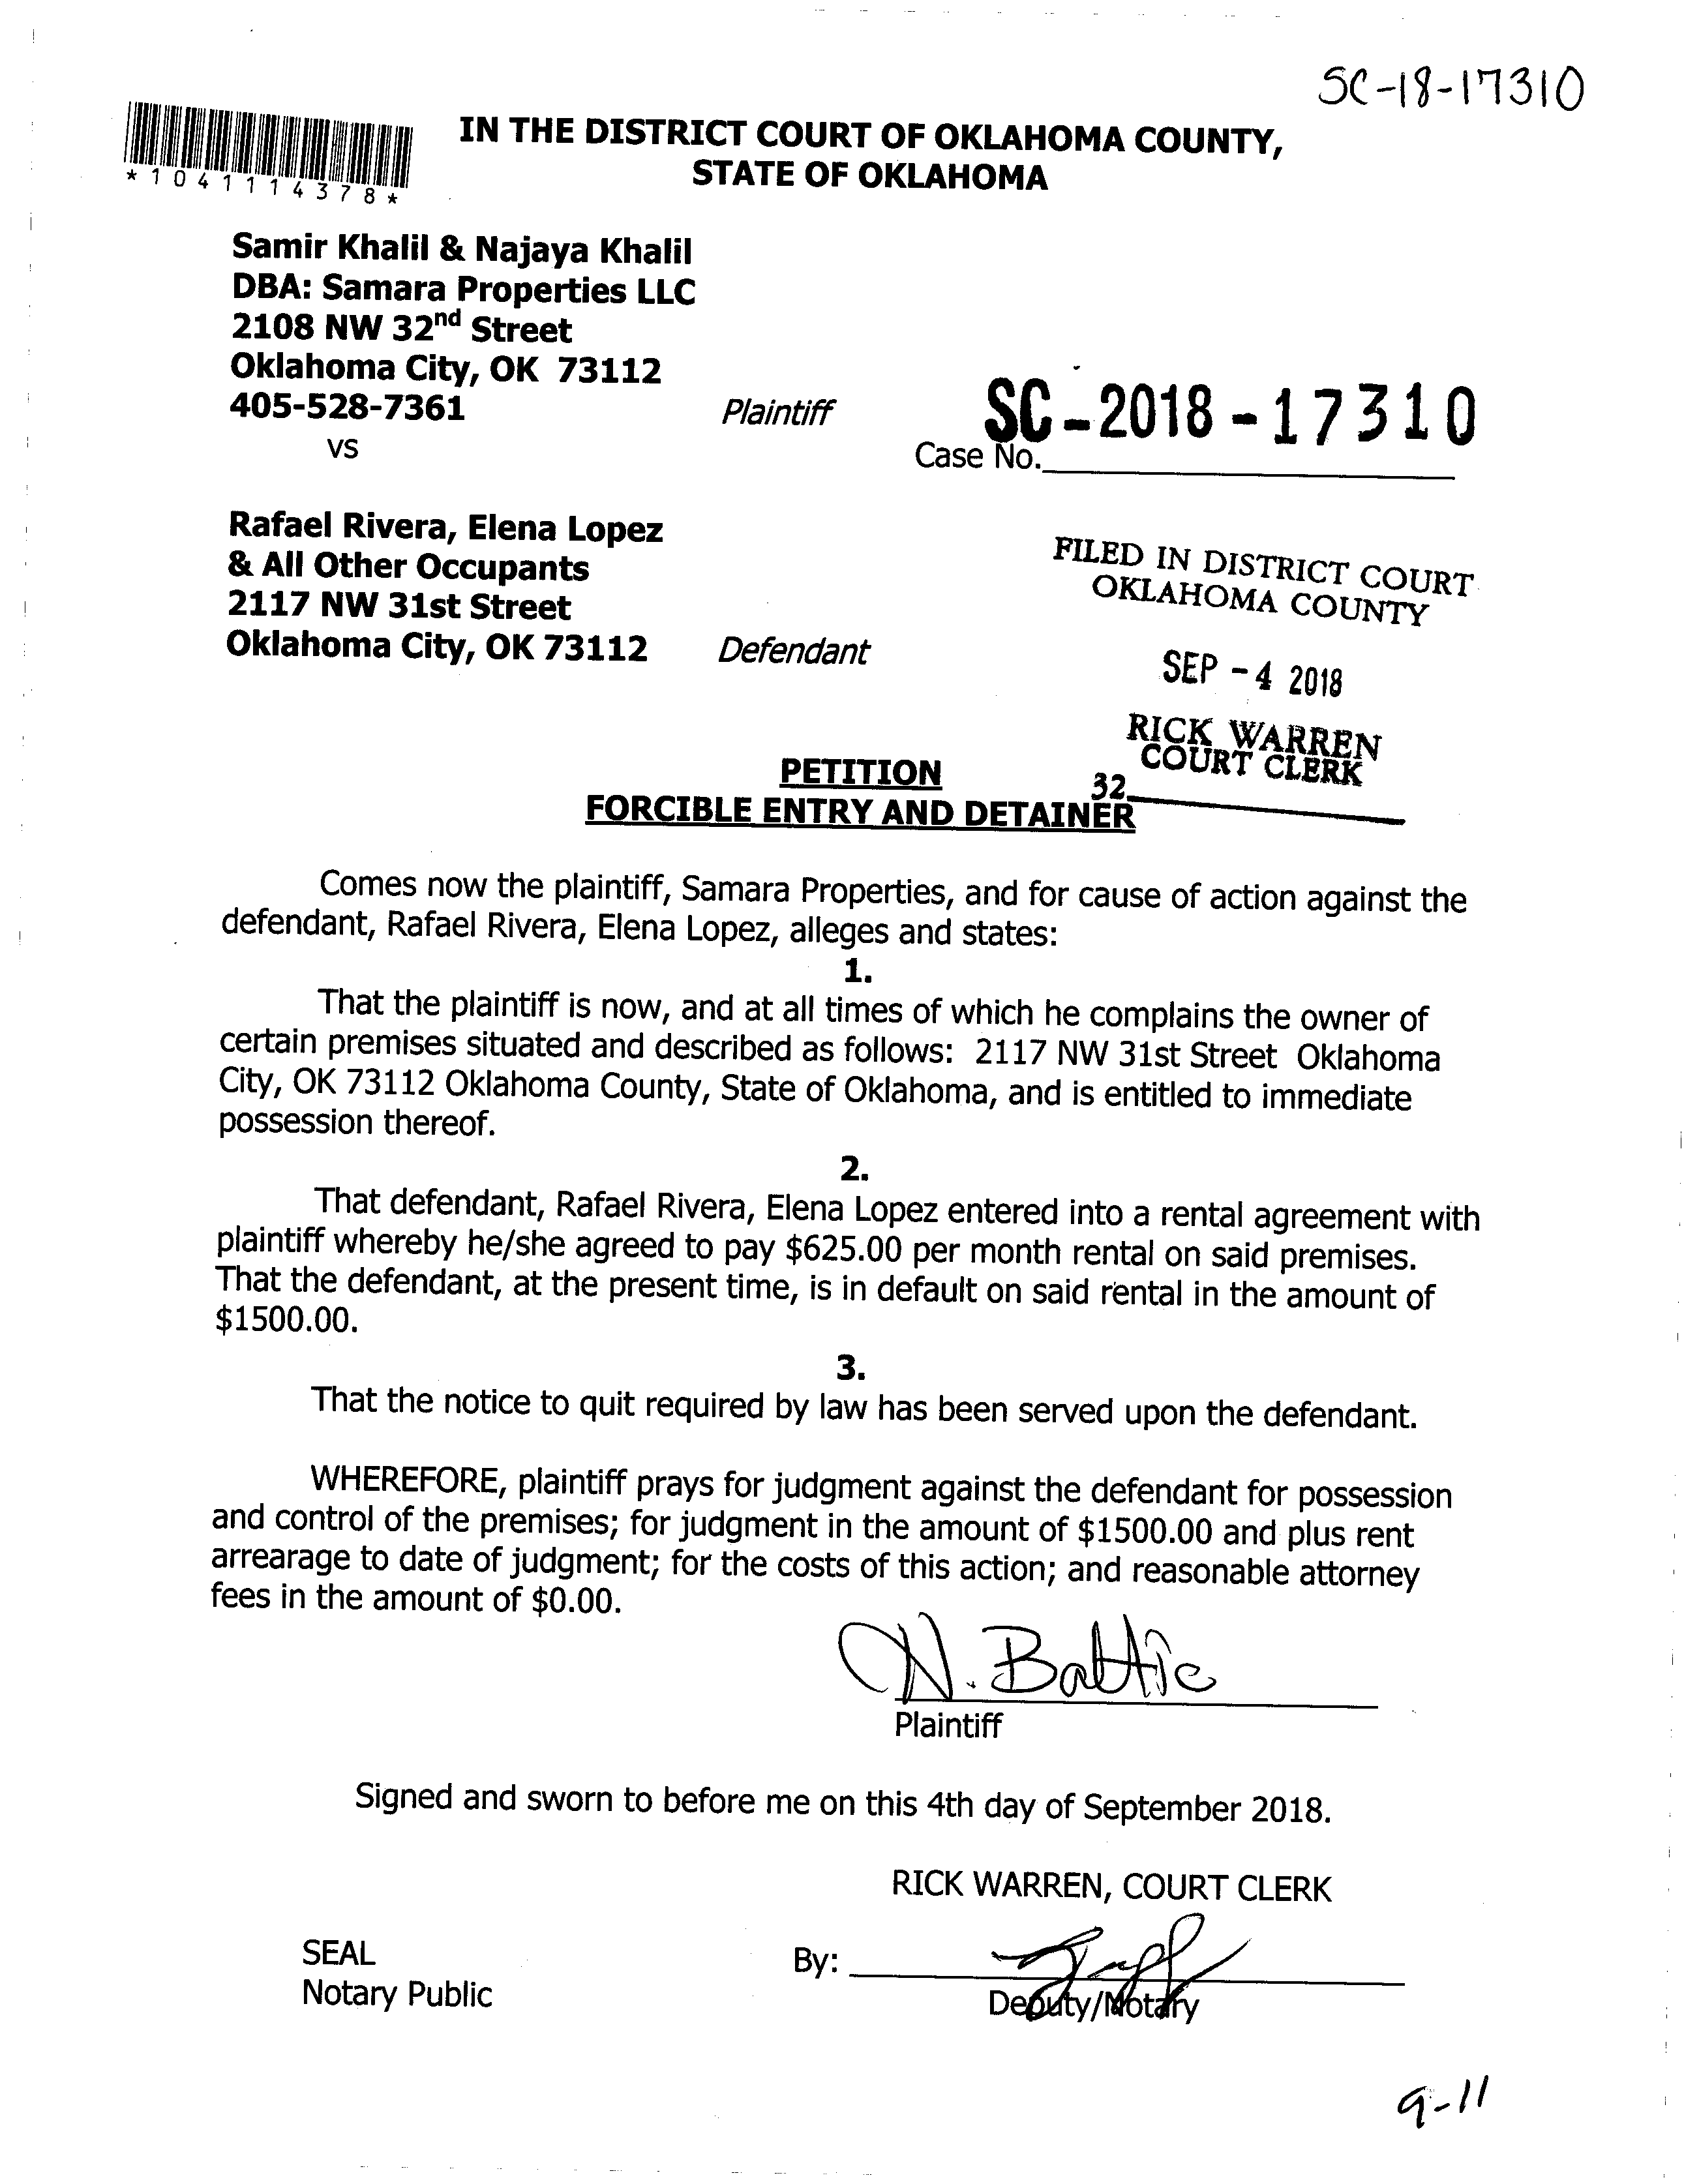 SC-18-17310
IN THE DISTRICT COURT OF OKLAHOMA COUNTY,
STATE OF OKLAHOMA
*1041114378*
Samir Khalil & Najaya Khalil
DBA: Samara Properties LLC
2108 NW 32nd Street
Oklahoma City, OK 73112
405-528-7361 Plaintiff
vs
SC-2018-17310
Case No.
Rafael Rivera, Elena Lopez
& All Other Occupants
2117 NW 31st Street
Oklahoma City, OK 73112 Defendant
FILED IN DISTRICT COURT
OKLAHOMA COUNTY
SEP - 4 2018
RICK WARREN
COURT CLERK
32
PETITION
FORCIBLE ENTRY AND DETAINER
Comes now the plaintiff, Samara Properties, and for cause of action against the
defendant, Rafael Rivera, Elena Lopez, alleges and states:
1.
That the plaintiff is now, and at all times of which he complains the owner of
certain premises situated and described as follows: 2117 NW 31st Street Oklahoma
City, OK 73112 Oklahoma County, State of Oklahoma, and is entitled to immediate
possession thereof.
2.
That defendant, Rafael Rivera, Elena Lopez entered into a rental agreement with
plaintiff whereby he/she agreed to pay $625.00 per month rental on said premises.
That the defendant, at the present time, is in default on said rental in the amount of
$1500.00.
3.
That the notice to quit required by law has been served upon the defendant.
WHEREFORE, plaintiff prays for judgment against the defendant for possession
and control of the premises; for judgment in the amount of $1500.00 and plus rent
arrearage to date of judgment; for the costs of this action; and reasonable attorney
fees in the amount of $0.00.
N. Battie
Plaintiff
Signed and sworn to before me on this 4th day of September 2018.
RICK WARREN, COURT CLERK
SEAL
Notary Public
By:
Deputy/Notary
9-11